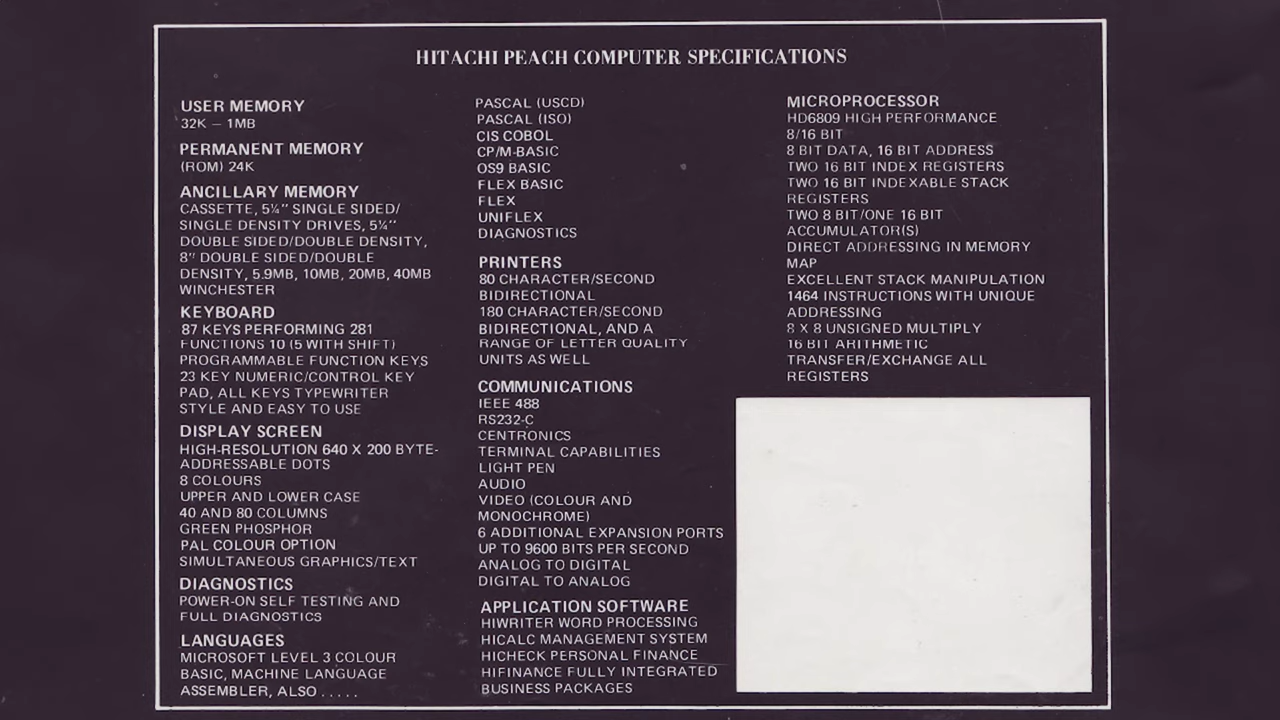 HITACHI PEACH COMPUTER SPECIFICATIONS
USER MEMORY
32K – 1MB
PERMANENT MEMORY
(ROM) 24K
ANCILLARY MEMORY
CASSETTE, 5¼" SINGLE SIDED/
SINGLE DENSITY DRIVES, 5¼"
DOUBLE SIDED/DOUBLE DENSITY,
8" DOUBLE SIDED/DOUBLE
DENSITY, 5.9MB, 10MB, 20MB, 40MB
WINCHESTER
KEYBOARD
87 KEYS PERFORMING 281
FUNCTIONS 10 (5 WITH SHIFT)
PROGRAMMABLE FUNCTION KEYS
23 KEY NUMERIC/CONTROL KEY
PAD, ALL KEYS TYPEWRITER
STYLE AND EASY TO USE
DISPLAY SCREEN
HIGH-RESOLUTION 640 X 200 BYTE-
ADDRESSABLE DOTS
8 COLOURS
UPPER AND LOWER CASE
40 AND 80 COLUMNS
GREEN PHOSPHOR
PAL COLOUR OPTION
SIMULTANEOUS GRAPHICS/TEXT
DIAGNOSTICS
POWER-ON SELF TESTING AND
FULL DIAGNOSTICS
LANGUAGES
MICROSOFT LEVEL 3 COLOUR
BASIC, MACHINE LANGUAGE
ASSEMBLER, ALSO . . . . .
PASCAL (USCD)
PASCAL (ISO)
CIS COBOL
CP/M-BASIC
OS9 BASIC
FLEX BASIC
FLEX
UNIFLEX
DIAGNOSTICS
PRINTERS
80 CHARACTER/SECOND
BIDIRECTIONAL
180 CHARACTER/SECOND
BIDIRECTIONAL, AND A
RANGE OF LETTER QUALITY
UNITS AS WELL
COMMUNICATIONS
IEEE 488
RS232-C
CENTRONICS
TERMINAL CAPABILITIES
LIGHT PEN
AUDIO
VIDEO (COLOUR AND
MONOCHROME)
6 ADDITIONAL EXPANSION PORTS
UP TO 9600 BITS PER SECOND
ANALOG TO DIGITAL
DIGITAL TO ANALOG
APPLICATION SOFTWARE
HIWRITER WORD PROCESSING
HICALC MANAGEMENT SYSTEM
HICHECK PERSONAL FINANCE
HIFINANCE FULLY INTEGRATED
BUSINESS PACKAGES
MICROPROCESSOR
HD6809 HIGH PERFORMANCE
8/16 BIT
8 BIT DATA, 16 BIT ADDRESS
TWO 16 BIT INDEX REGISTERS
TWO 16 BIT INDEXABLE STACK
REGISTERS
TWO 8 BIT/ONE 16 BIT
ACCUMULATOR(S)
DIRECT ADDRESSING IN MEMORY
MAP
EXCELLENT STACK MANIPULATION
1464 INSTRUCTIONS WITH UNIQUE
ADDRESSING
8 X 8 UNSIGNED MULTIPLY
16 BIT ARITHMETIC
TRANSFER/EXCHANGE ALL
REGISTERS